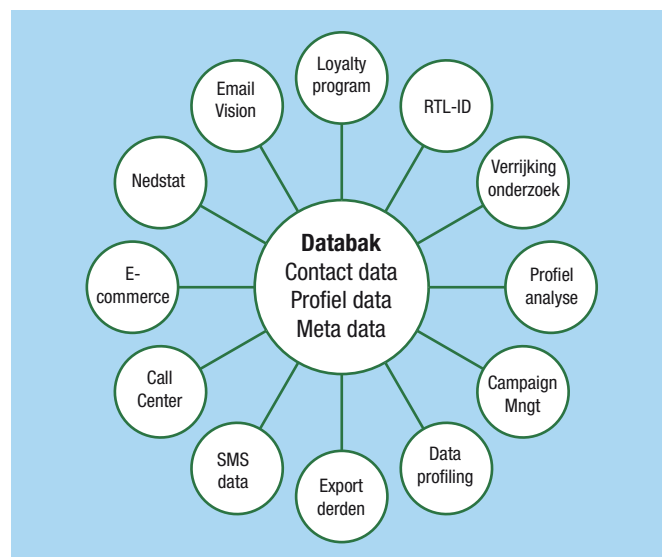 Loyalty
program
RTL-ID
Verrijking
onderzoek
Profiel
analyse
Campaign
Mngt
Data
profiling
Export
derden
SMS
data
Call
Center
E-
commerce
Nedstat
Email
Vision
Databak
Contact data
Profiel data
Meta data